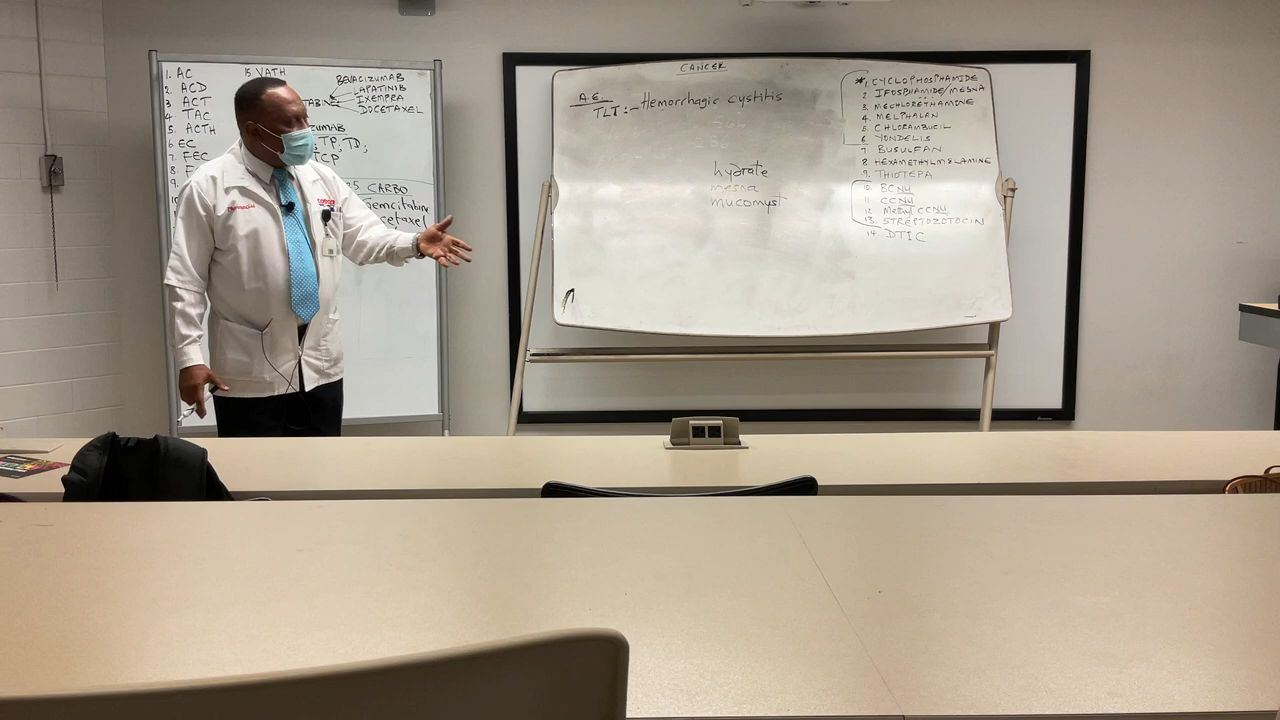 1. AC
2. ACD
3 ACT
4 TAC
5. ACTH
6 EC
7. FEC
8.
9.
15. VATH
BEVACIZUMAB
LAPATINIB
IXEMPRA
DOCETAXEL
CARBO
Gemcitabine
CANCER
A.E.
TLT:- Hemorrhagic cystitis
hydrate
mesna
mucomyst
*1. CYCLOPHOSPHAMIDE
2. IFOSPHAMIDE/MESNA
3. MECHLORETHAMINE
4. MELPHALAN
5. CHLORAMBUCIL
6. YONDELIS
7. BUSULFAN
8. HEXAMETHYLMELAMINE
9. THIOTEPA
10. BCNU
11. CCNU
12 Methyl CCNU
13. STREPTOZOTOCIN
14. DTIC